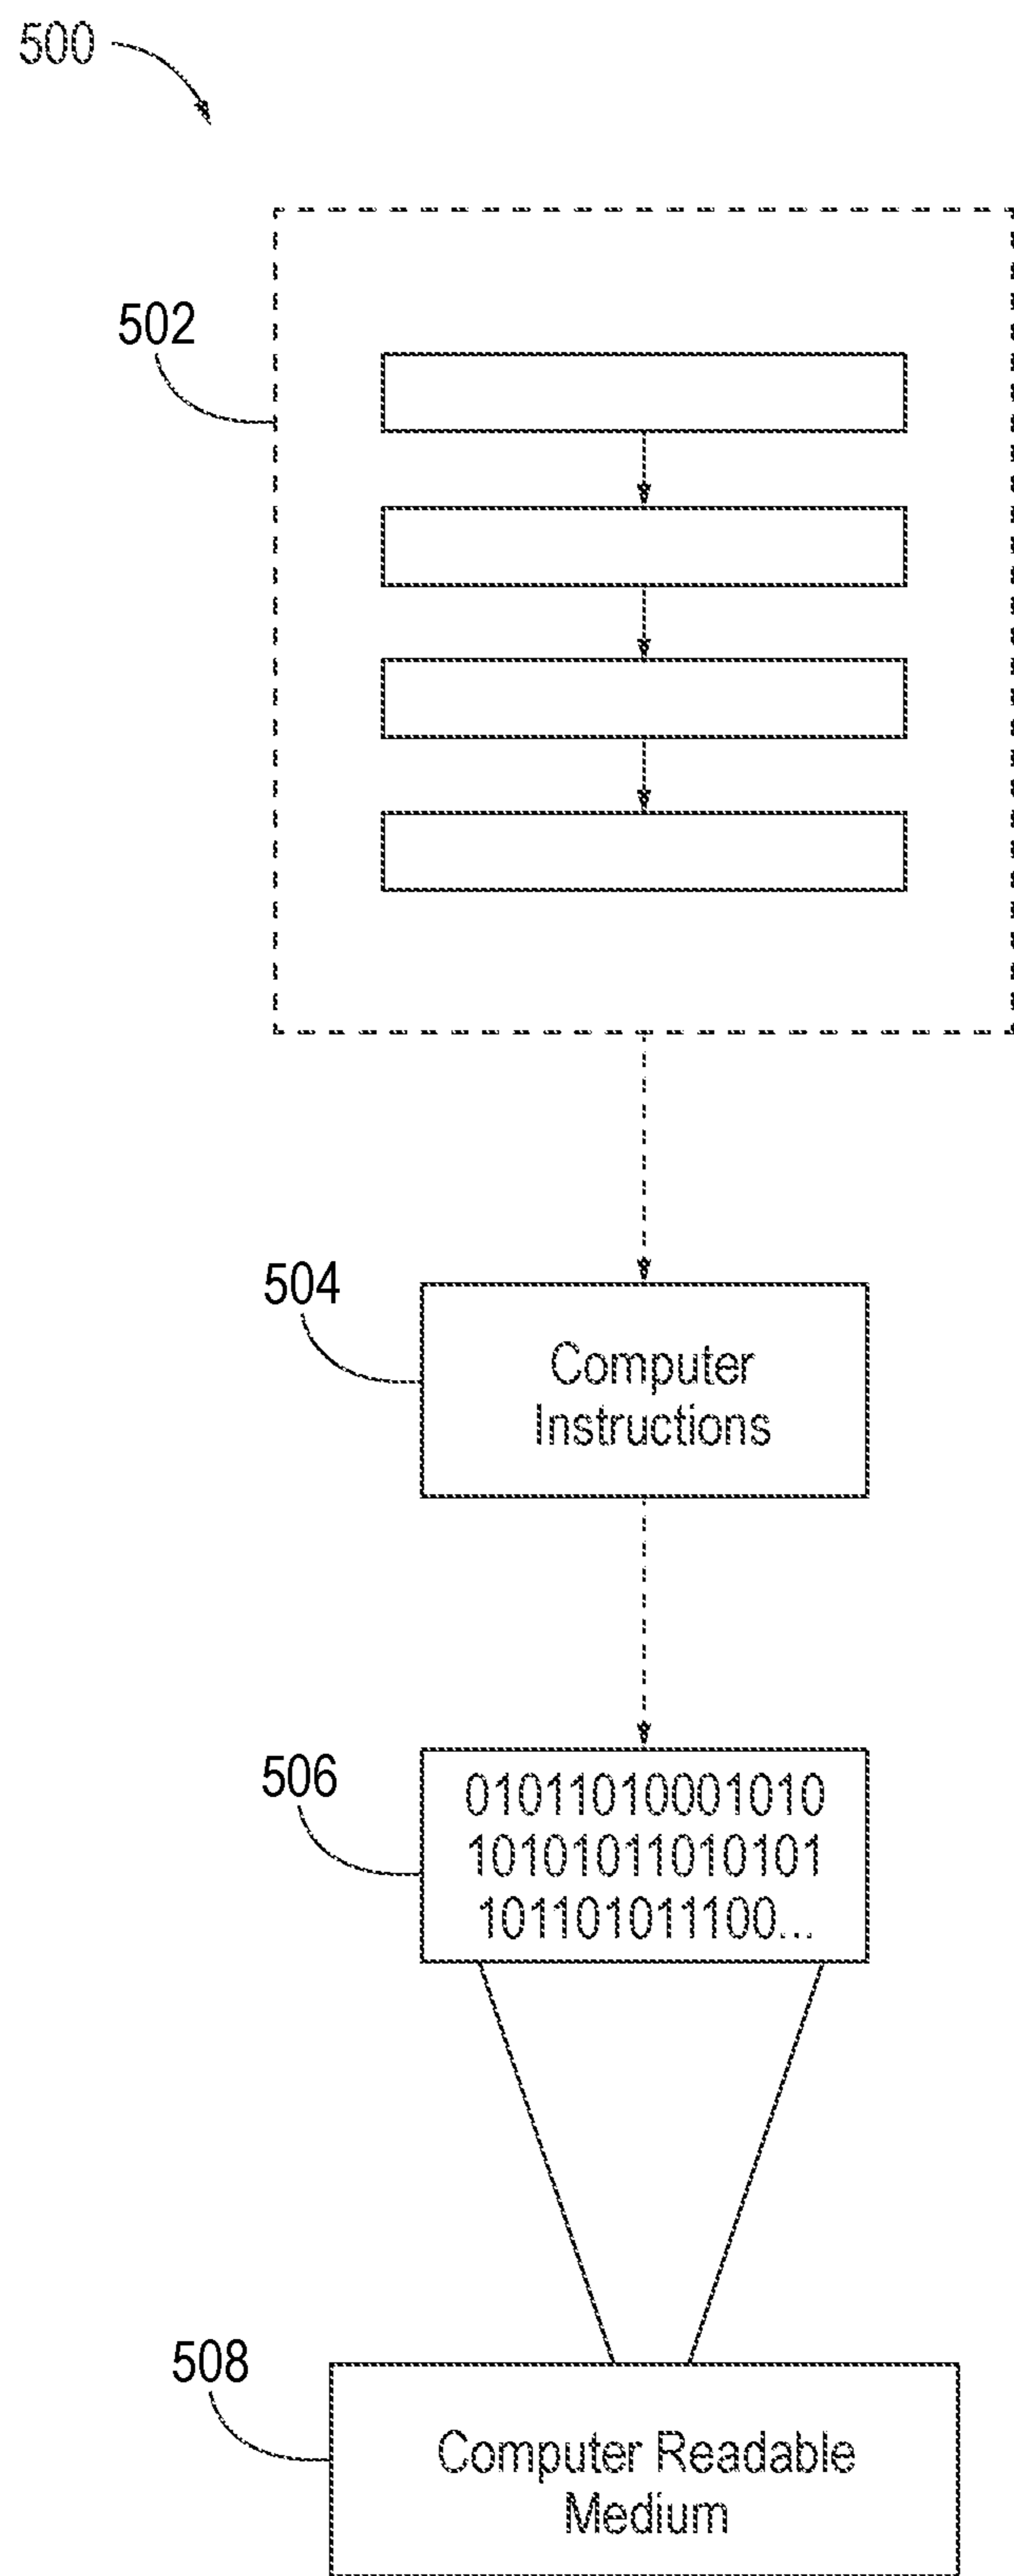 500
502
504
Computer
Instructions
506
01011010001010
10101011010101
101101011100...
508
Computer Readable
Medium